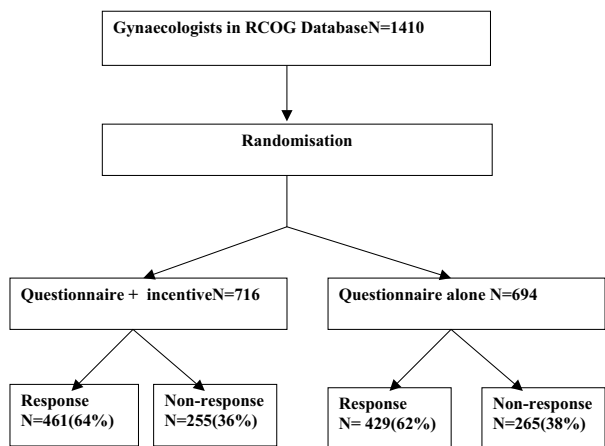 Gynaecologists in RCOG DatabaseN=1410
Randomisation
Questionnaire + incentiveN=716
Questionnaire alone N=694
Response
N=461(64%)
Non-response
N=255(36%)
Response
N= 429(62%)
Non-response
N=265(38%)